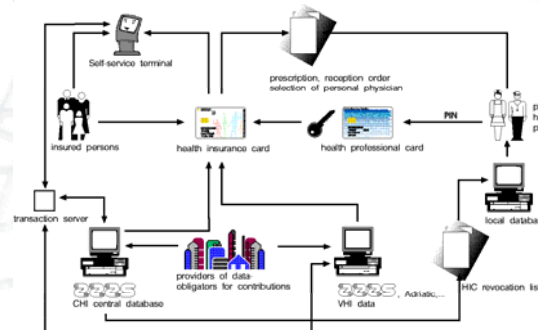 Self-service terminal
prescription, reception order
selection of personal physician
insured persons
health insurance card
health professional card
PIN
p
h
p
transaction server
local databa
providers of data-
obligators for contributions
CHI central database
VHI data
, Adriatic,...
HIC revocation lis